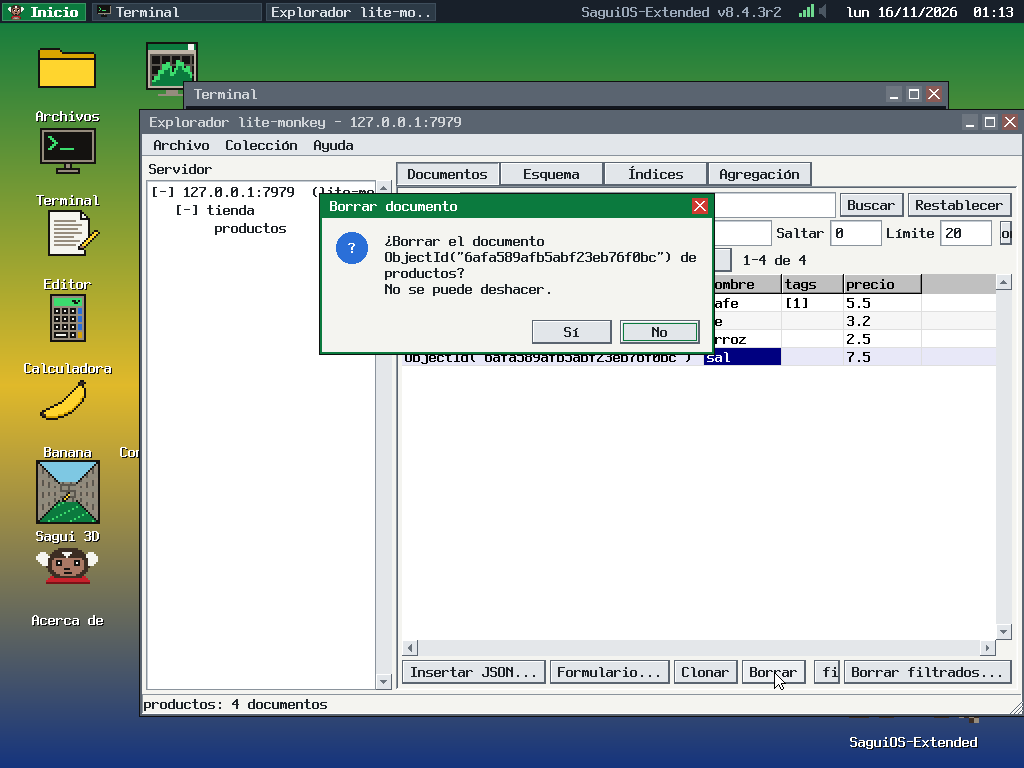 Inicio
Terminal
Explorador lite-mo..
SaguiOS-Extended v8.4.3r2
lun 16/11/2026
01:13
Archivos
Terminal
Editor
Calculadora
Banana
Sagui 3D
Acerca de
SaguiOS-Extended
Terminal
Explorador lite-monkey - 127.0.0.1:7979
Archivo Colección Ayuda
Servidor
[-] 127.0.0.1:7979
[-] tienda
productos
Documentos Esquema Índices Agregación
Buscar Restablecer
Saltar 0 Límite 20
1-4 de 4
tags precio
[1] 5.5
3.2
2.5
ObjectId("6afa589afb5abf23eb76f0bc") sal 7.5
Borrar documento
?
¿Borrar el documento
ObjectId("6afa589afb5abf23eb76f0bc") de
productos?
No se puede deshacer.
Sí No
Insertar JSON... Formulario... Clonar Borrar fi Borrar filtrados...
productos: 4 documentos